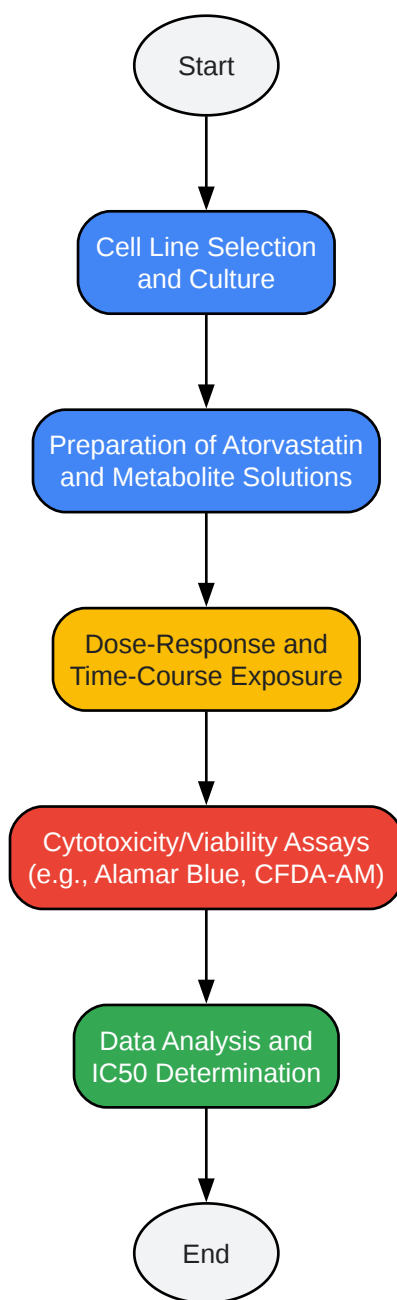 Start
Cell Line Selection
and Culture
Preparation of Atorvastatin
and Metabolite Solutions
Dose-Response and
Time-Course Exposure
Cytotoxicity/Viability Assays
(e.g., Alamar Blue, CFDA-AM)
Data Analysis and
IC50 Determination
End